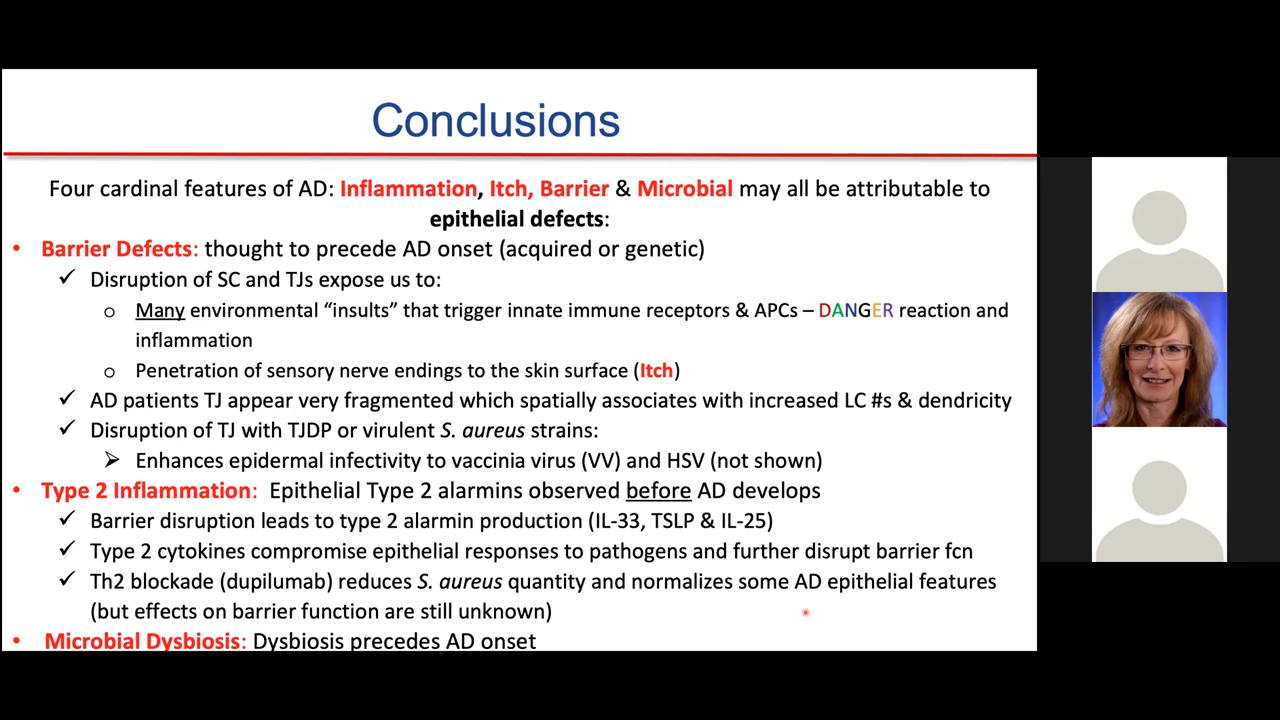 Conclusions
Four cardinal features of AD: Inflammation, Itch, Barrier & Microbial may all be attributable to
epithelial defects:
• Barrier Defects: thought to precede AD onset (acquired or genetic)
✓ Disruption of SC and TJs expose us to:
o Many environmental “insults” that trigger innate immune receptors & APCs – DANGER reaction and
inflammation
o Penetration of sensory nerve endings to the skin surface (Itch)
✓ AD patients TJ appear very fragmented which spatially associates with increased LC #s & dendricity
✓ Disruption of TJ with TJDP or virulent S. aureus strains:
➢ Enhances epidermal infectivity to vaccinia virus (VV) and HSV (not shown)
• Type 2 Inflammation: Epithelial Type 2 alarmins observed before AD develops
✓ Barrier disruption leads to type 2 alarmin production (IL-33, TSLP & IL-25)
✓ Type 2 cytokines compromise epithelial responses to pathogens and further disrupt barrier fcn
✓ Th2 blockade (dupilumab) reduces S. aureus quantity and normalizes some AD epithelial features
(but effects on barrier function are still unknown)
• Microbial Dysbiosis: Dysbiosis precedes AD onset